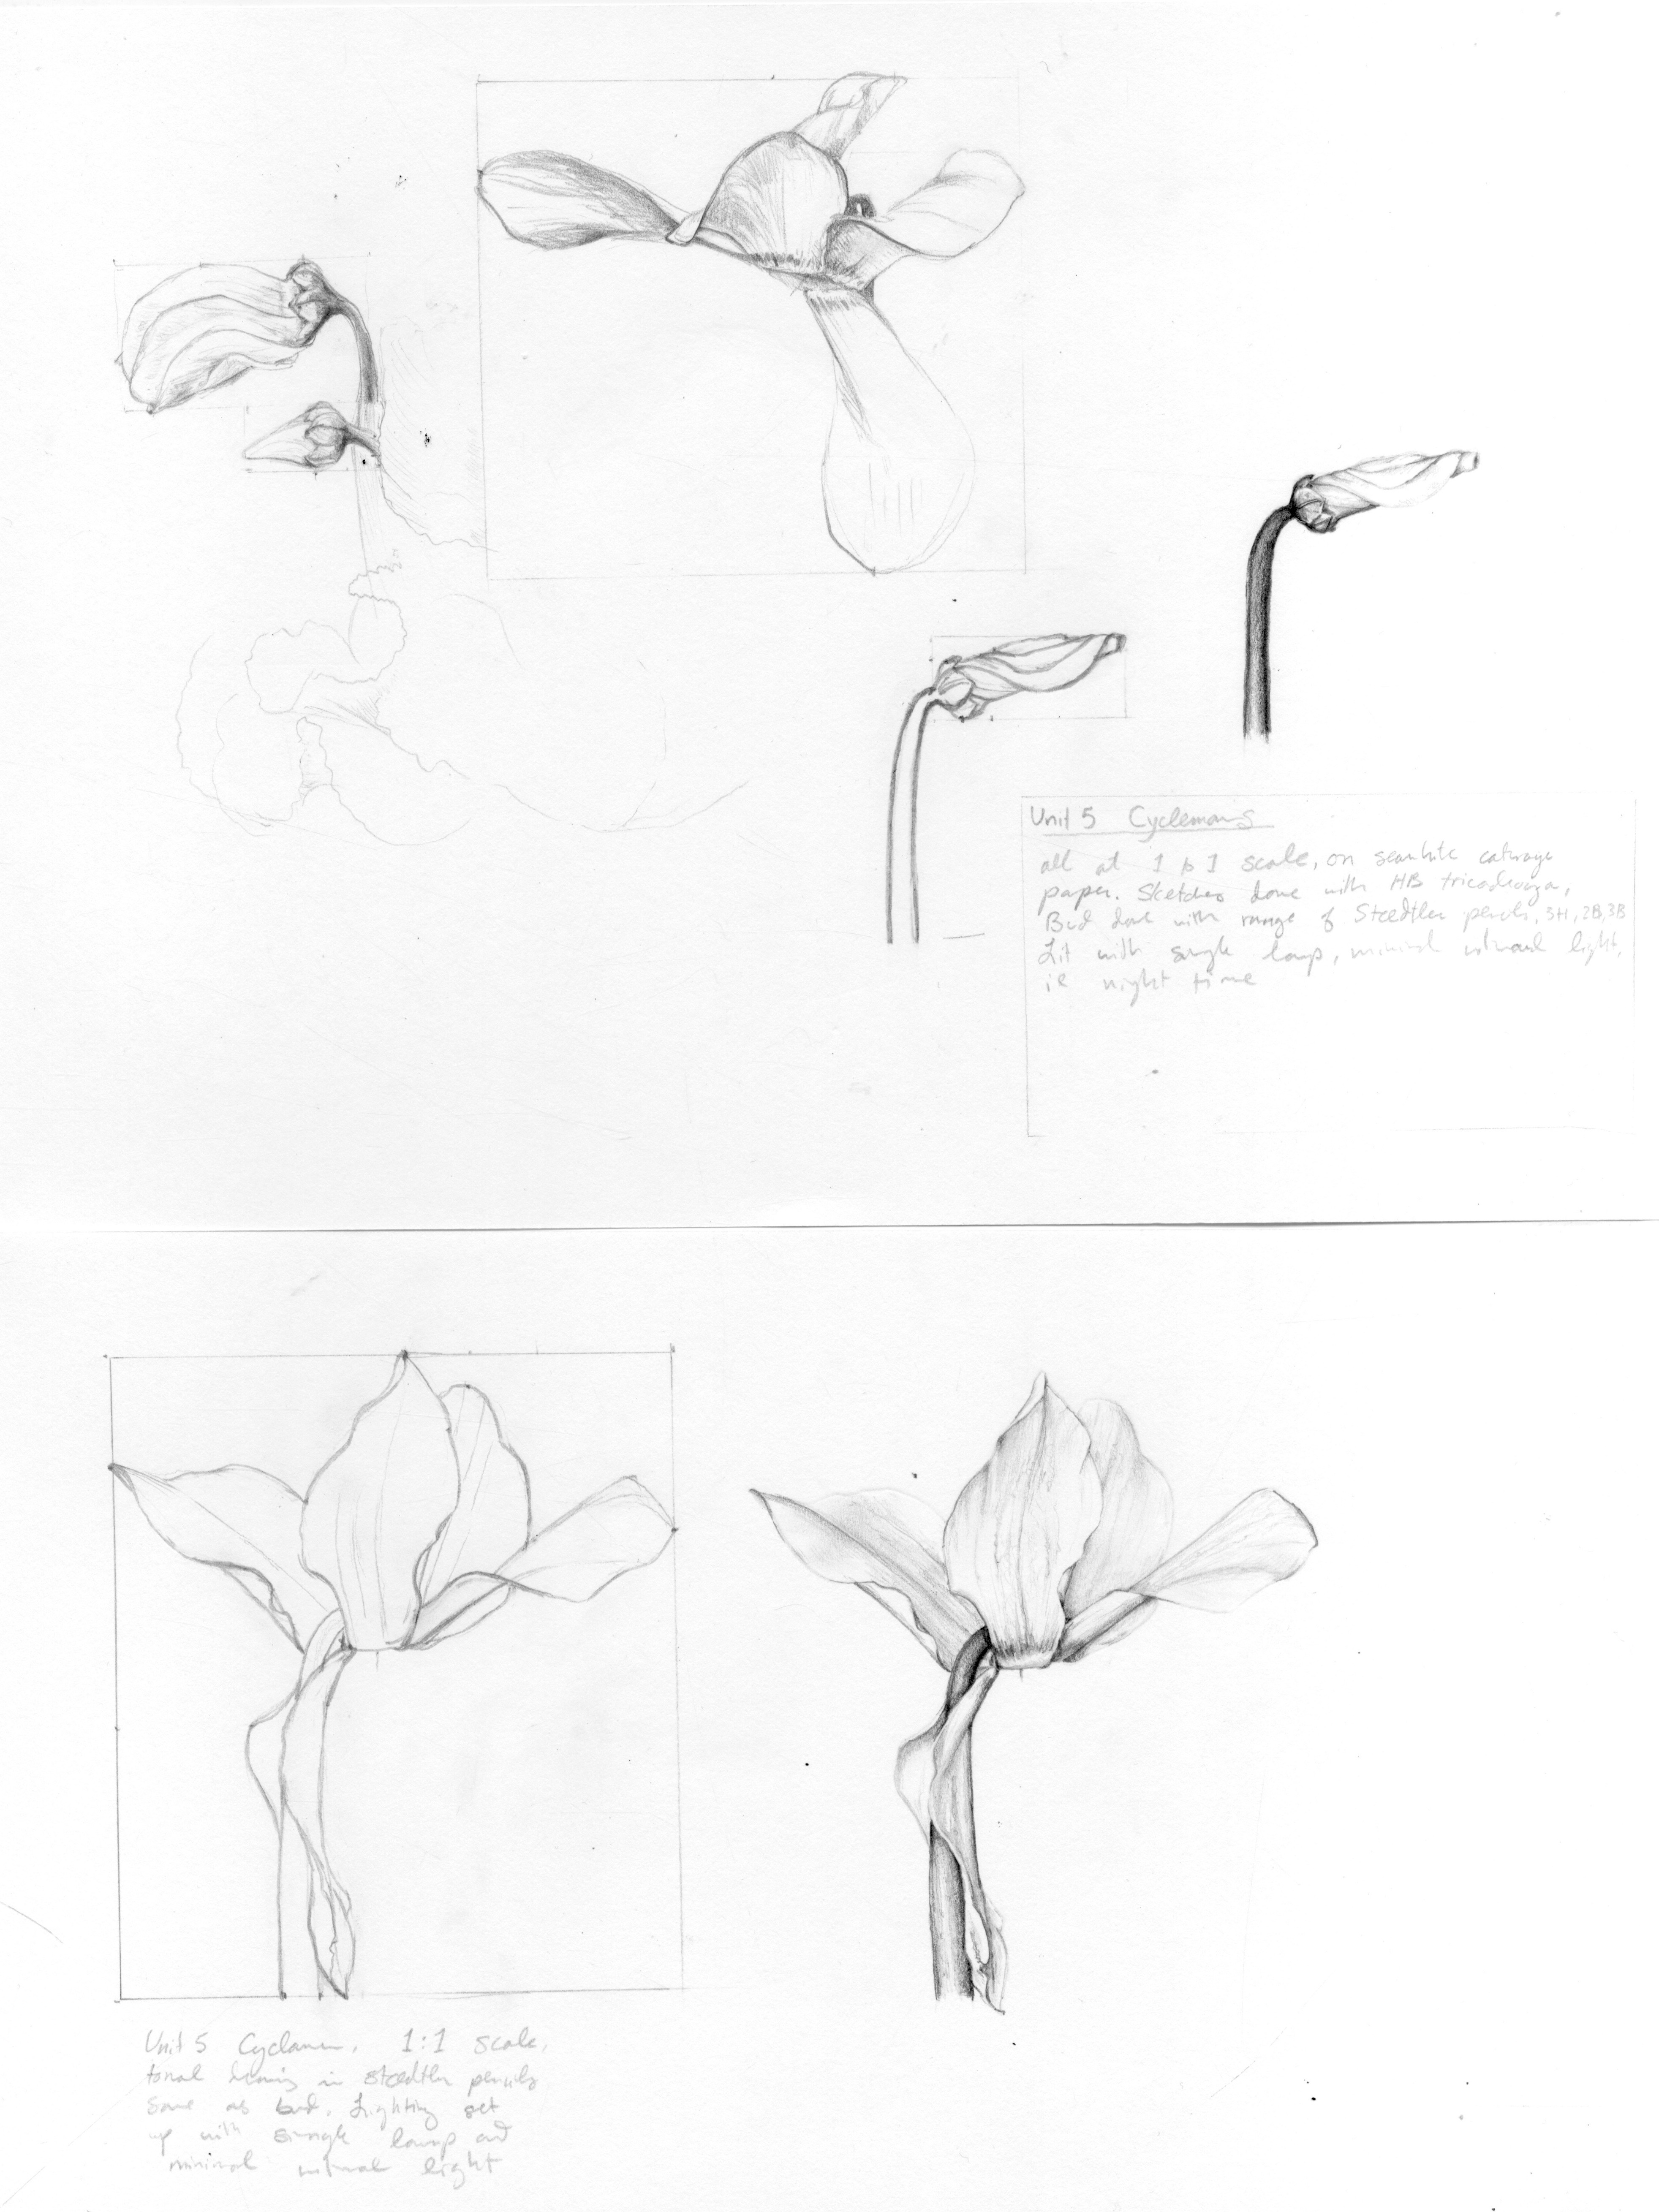 Unit 5 Cyclemans
all at 1 to 1 scale, on seawhite catridge
paper. Sketches done with HB tricodroga,
Bud done with range of Staedtler pencils, 3H, 2B, 3B
Lit with single lamp, minimal natural light,
ie night time
Unit 5 Cyclamen, 1:1 scale,
tonal drawing in staedtler pencils
same as bud. Lighting set
up with single lamp and
minimal natural light